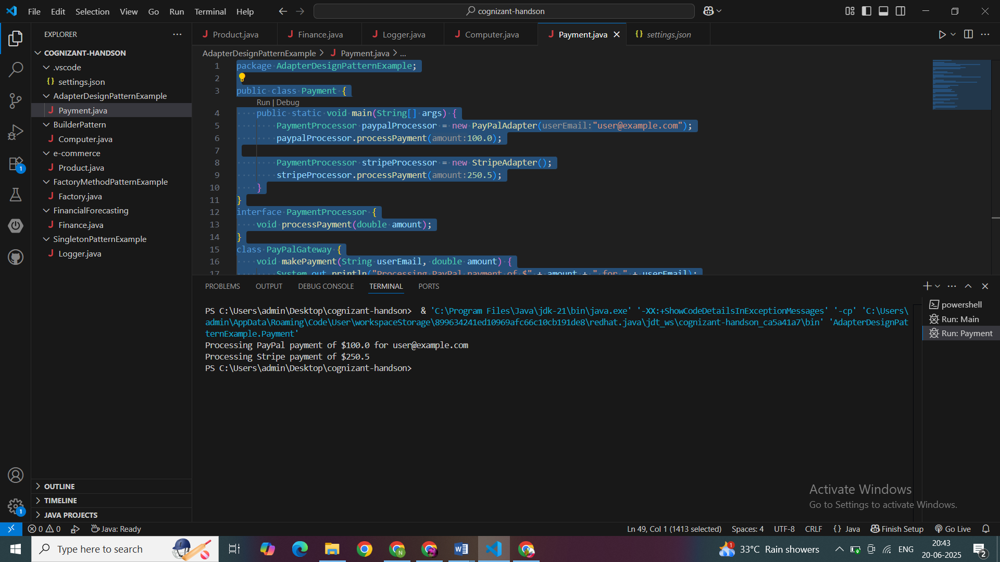 File Edit Selection View Go Run Terminal Help
cognizant-handson
EXPLORER
COGNIZANT-HANDSON
.vscode
{} settings.json
AdapterDesignPatternExample
J Payment.java
BuilderPattern
J Computer.java
e-commerce
J Product.java
FactoryMethodPatternExample
J Factory.java
FinancialForecasting
J Finance.java
SingletonPatternExample
J Logger.java
OUTLINE
TIMELINE
JAVA PROJECTS
1
1
J Product.java J Finance.java J Logger.java J Computer.java J Payment.java {} settings.json
AdapterDesignPatternExample > J Payment.java > ...
1 package AdapterDesignPatternExample;
2
3 public class Payment {
Run | Debug
4 public static void main(String[] args) {
5 PaymentProcessor paypalProcessor = new PayPalAdapter(userEmail:"user@example.com");
6 paypalProcessor.processPayment(amount:100.0);
7
8 PaymentProcessor stripeProcessor = new StripeAdapter();
9 stripeProcessor.processPayment(amount:250.5);
10 }
11 }
12 interface PaymentProcessor {
13 void processPayment(double amount);
14 }
15 class PayPalGateway {
16 void makePayment(String userEmail, double amount) {
17 System.out.println("Processing PayPal payment of $" + amount + " for " + userEmail);
PROBLEMS OUTPUT DEBUG CONSOLE TERMINAL PORTS
PS C:\Users\admin\Desktop\cognizant-handson> & 'C:\Program Files\Java\jdk-21\bin\java.exe' '-XX:+ShowCodeDetailsInExceptionMessages' '-cp' 'C:\Users\
admin\AppData\Roaming\Code\User\workspaceStorage\899634241ed10969afc66c10cb191de8\redhat.java\jdt_ws\cognizant-handson_ca5a41a7\bin' 'AdapterDesignPat
ternExample.Payment'
Processing PayPal payment of $100.0 for user@example.com
Processing Stripe payment of $250.5
PS C:\Users\admin\Desktop\cognizant-handson>
powershell
Run: Main
Run: Payment
Activate Windows
Go to Settings to activate Windows.
0 0 Java: Ready Ln 49, Col 1 (1413 selected) Spaces: 4 UTF-8 CRLF {} Java Finish Setup Go Live
Type here to search
N
1
33°C Rain showers
ENG
20:43
20-06-2025
2